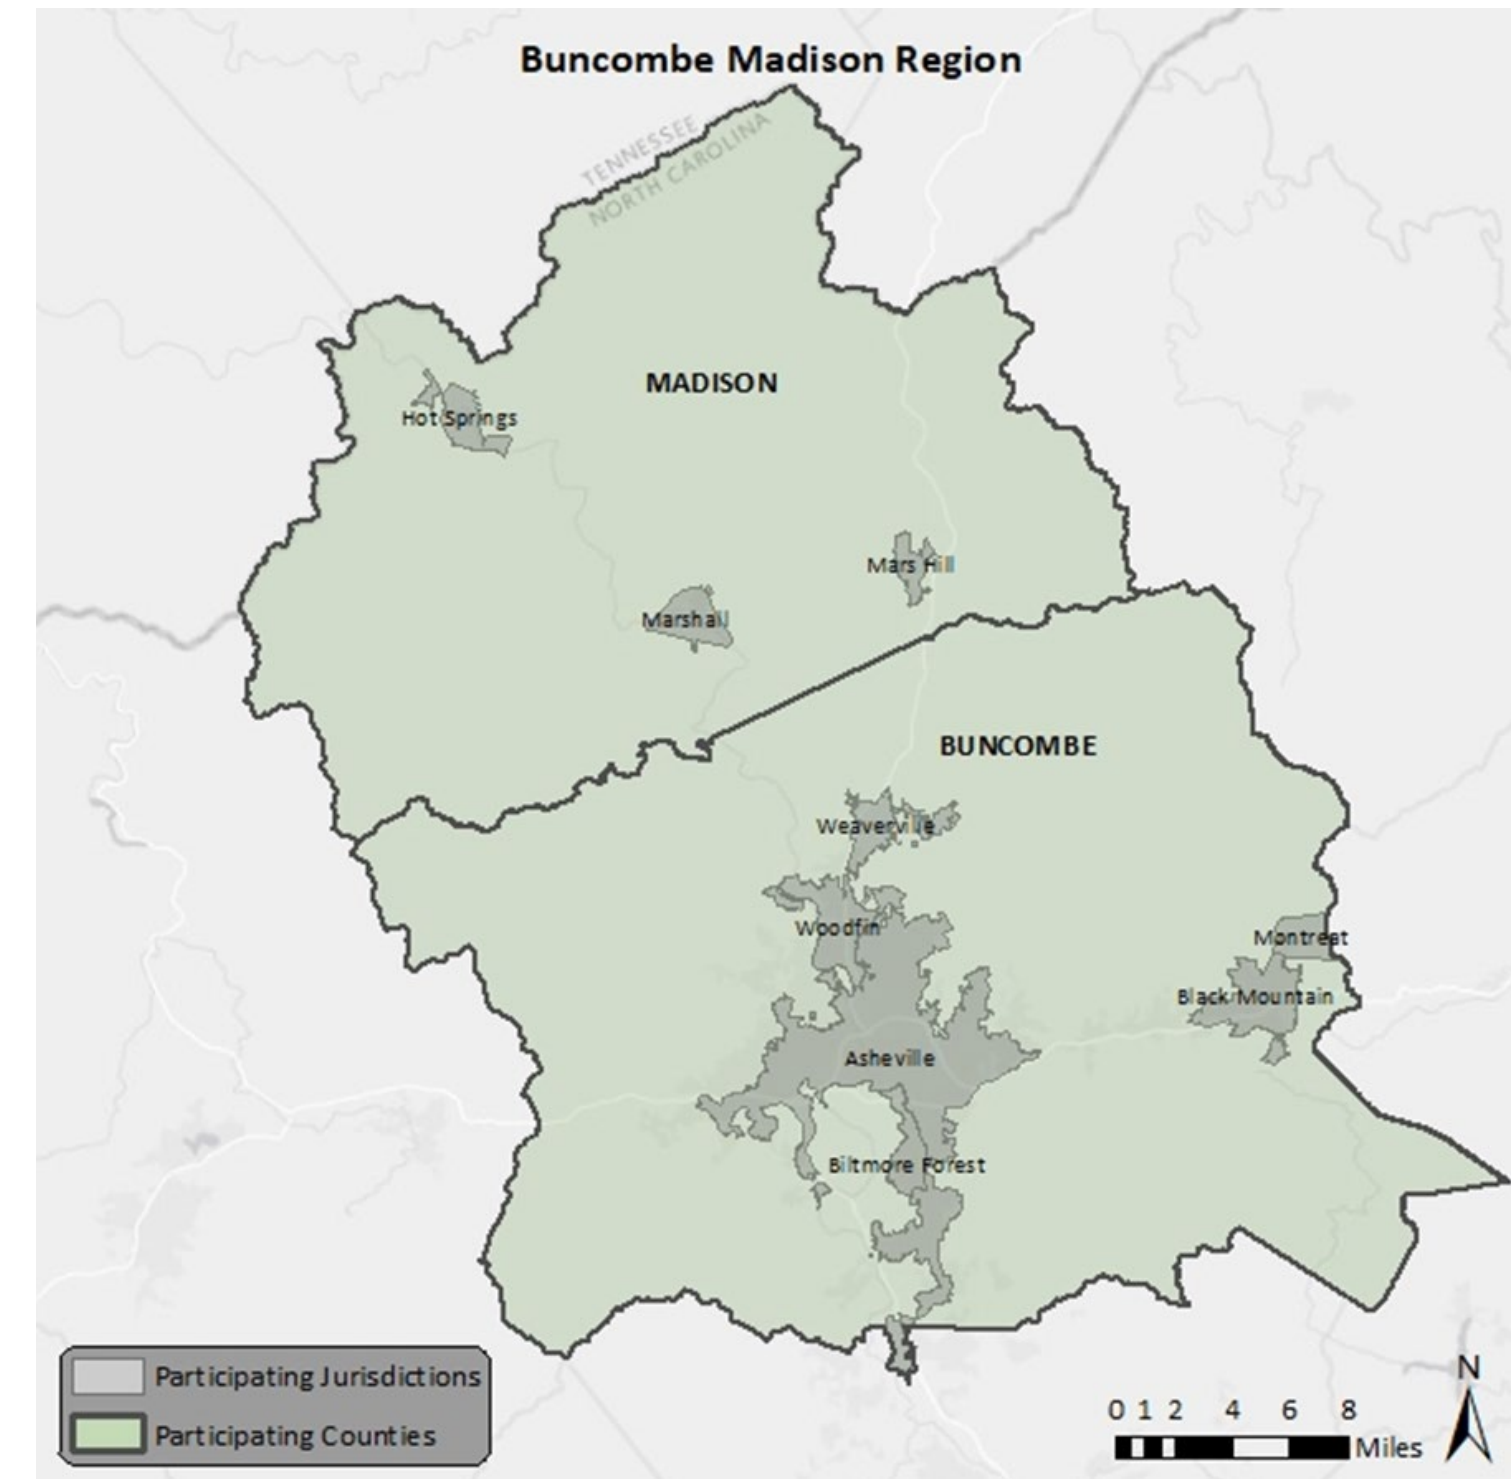 Buncombe Madison Region
TENNESSEE
NORTH CAROLINA
MADISON
Hot Springs
Mars Hill
Marshall
BUNCOMBE
Weaverville
Woodfin
Montreat
Black Mountain
Asheville
Biltmore Forest
Participating Jurisdictions
Participating Counties
N
0 1 2 4 6 8
Miles